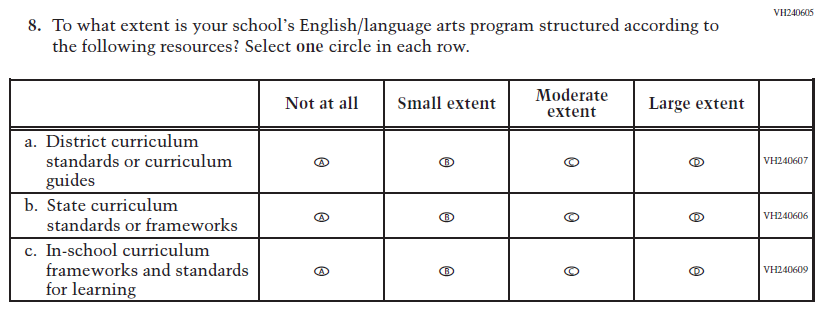 VH240605
8. To what extent is your school's English/language arts program structured according to
the following resources? Select one circle in each row.
Not at all Small extent Moderate extent Large extent
a. District curriculum
standards or curriculum
guides
A B C D VH240607
b. State curriculum
standards or frameworks
A B C D VH240606
c. In-school curriculum
frameworks and standards
for learning
A B C D VH240609